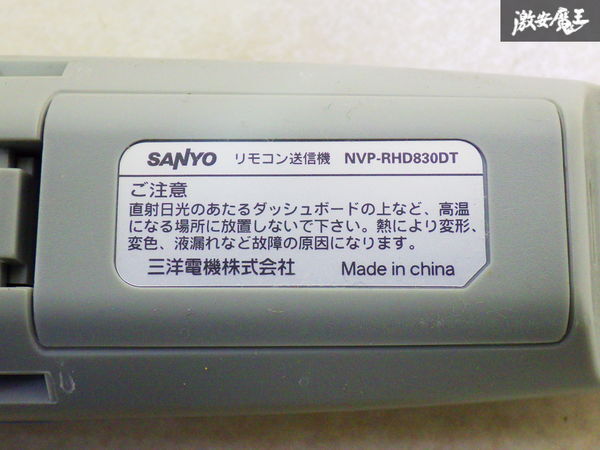 激安魔王
SANYO リモコン送信機 NVP-RHD830DT
ご注意
直射日光のあたるダッシュボードの上など、高温
になる場所に放置しないで下さい。熱により変形、
変色、液漏れなど故障の原因になります。
三洋電機株式会社 Made in china